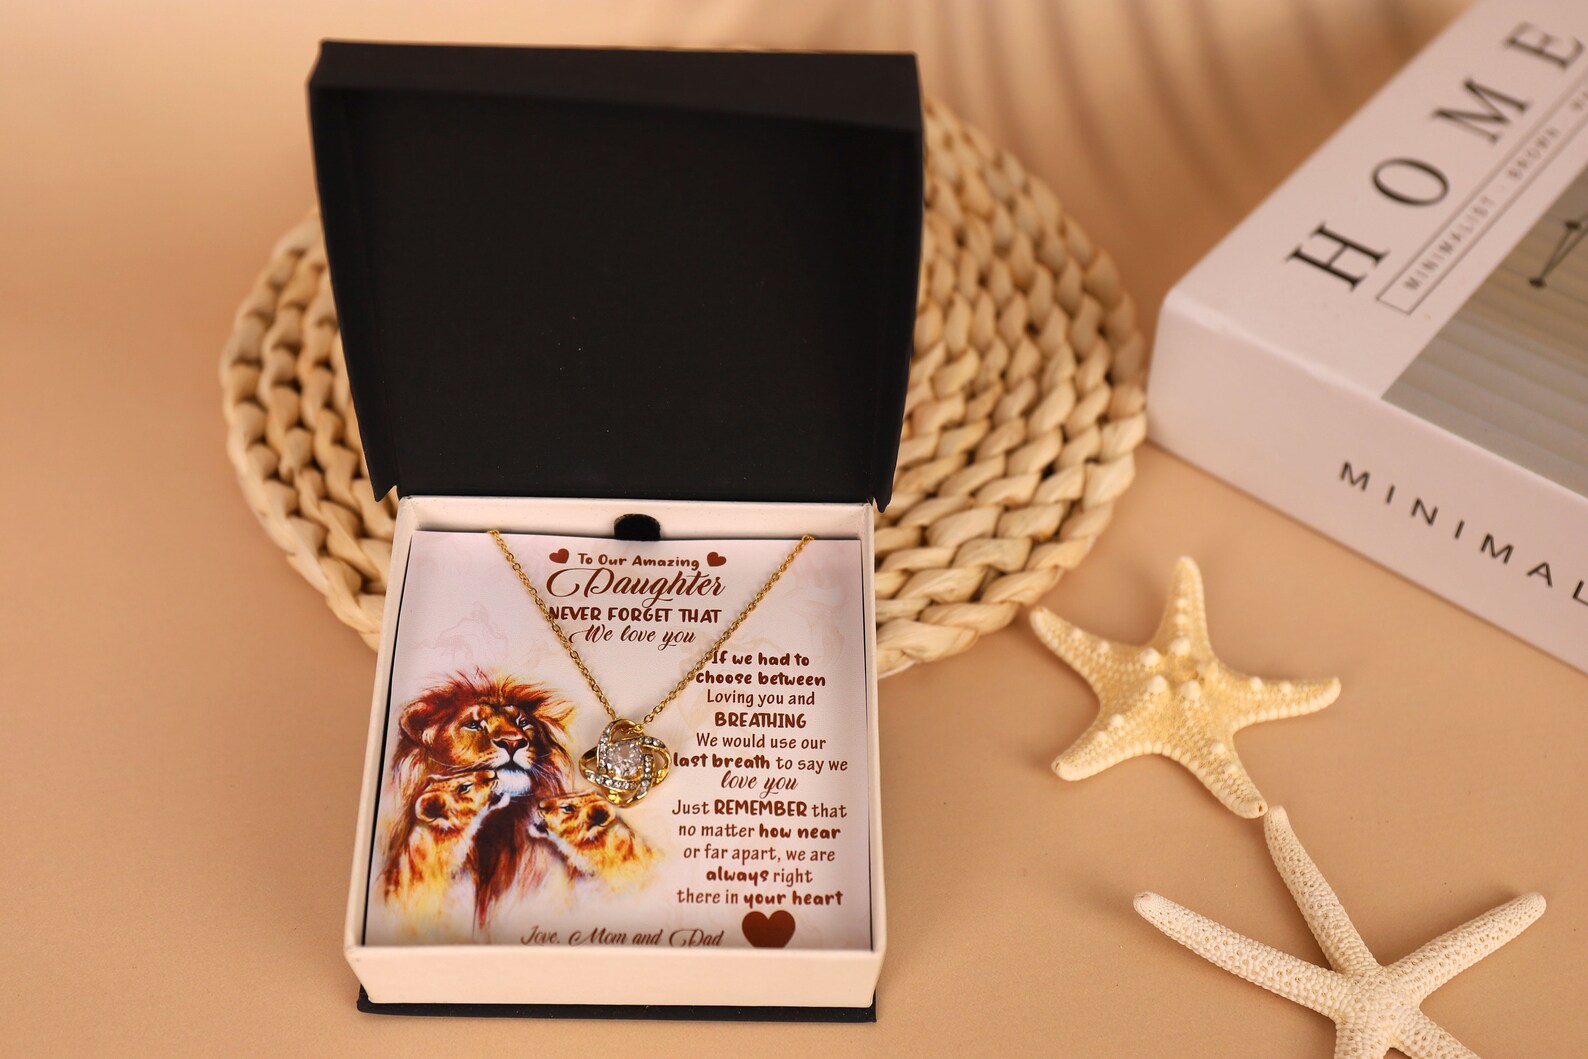 To Our Amazing
Daughter
NEVER FORGET THAT
We love you
If we had to
choose between
Loving you and
BREATHING
We would use our
last breath to say we
love you
Just REMEMBER that
no matter how near
or far apart, we are
always right
there in your heart
Love, Mom and Dad
HOME
MINIMALIST · BROWN
MINIMAL